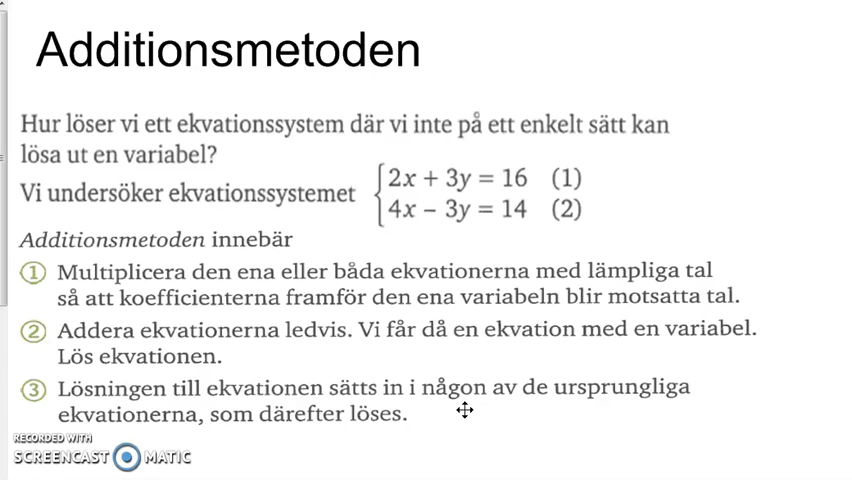 Additionsmetoden
Hur löser vi ett ekvationssystem där vi inte på ett enkelt sätt kan
lösa ut en variabel?
Vi undersöker ekvationssystemet
2x + 3y = 16 (1)
4x − 3y = 14 (2)
Additionsmetoden innebär
1 Multiplicera den ena eller båda ekvationerna med lämpliga tal
så att koefficienterna framför den ena variabeln blir motsatta tal.
2 Addera ekvationerna ledvis. Vi får då en ekvation med en variabel.
Lös ekvationen.
3 Lösningen till ekvationen sätts in i någon av de ursprungliga
ekvationerna, som därefter löses.
RECORDED WITH
SCREENCAST MATIC